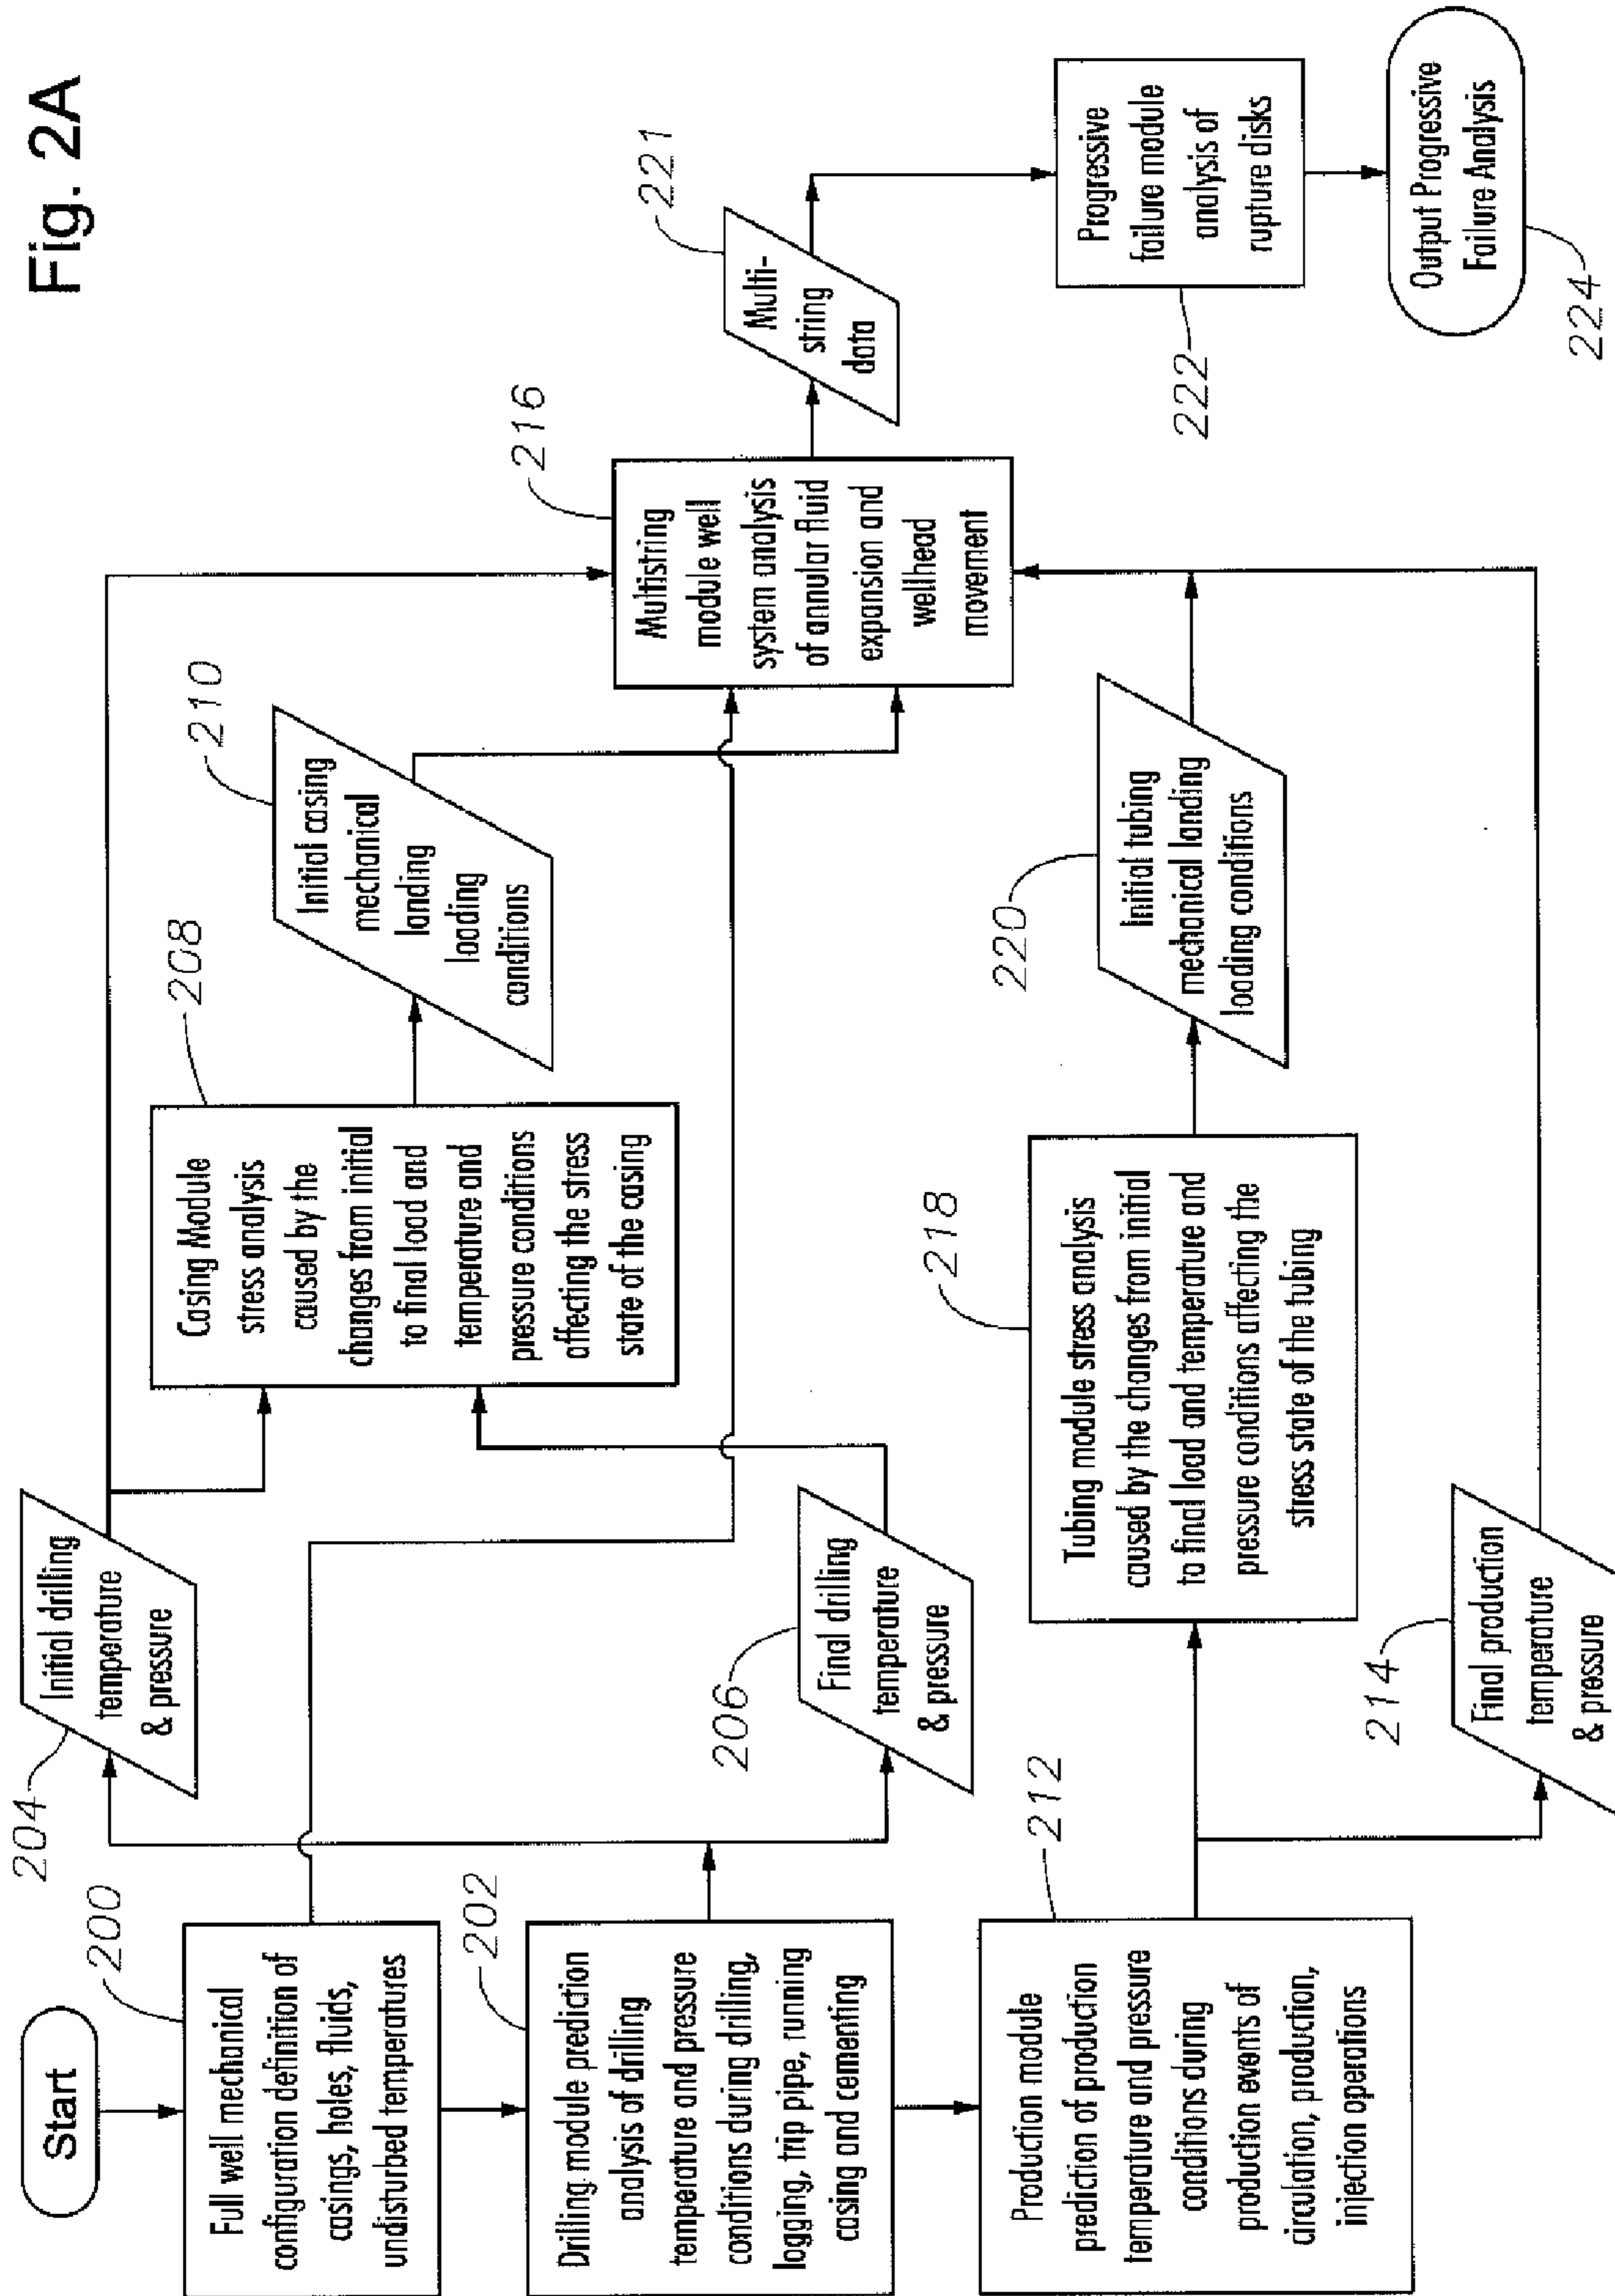 Fig. 2A
Start
200
Full well mechanical
configuration definition of
casings, holes, fluids,
undisturbed temperatures
202
Drilling module prediction
analysis of drilling
temperature and pressure
conditions during drilling,
logging, trip pipe, running
casing and cementing
204
Initial drilling
temperature
& pressure
206
Final drilling
temperature
& pressure
208
Casing Module
stress analysis
caused by the
changes from initial
to final load and
temperature and
pressure conditions
affecting the stress
state of the casing
210
Initial casing
mechanical
landing
loading
conditions
212
Production module
prediction of production
temperature and pressure
conditions during
production events of
circulation, production,
injection operations
214
Final production
temperature
& pressure
218
Tubing module stress analysis
caused by the changes from initial
to final load and temperature and
pressure conditions affecting the
stress state of the tubing
220
Initial tubing
mechanical landing
loading conditions
216
Multistring
module well
system analysis
of annular fluid
expansion and
wellhead
movement
221
Multi-
string
data
222
Progressive
failure module
analysis of
rupture disks
224
Output Progressive
Failure Analysis